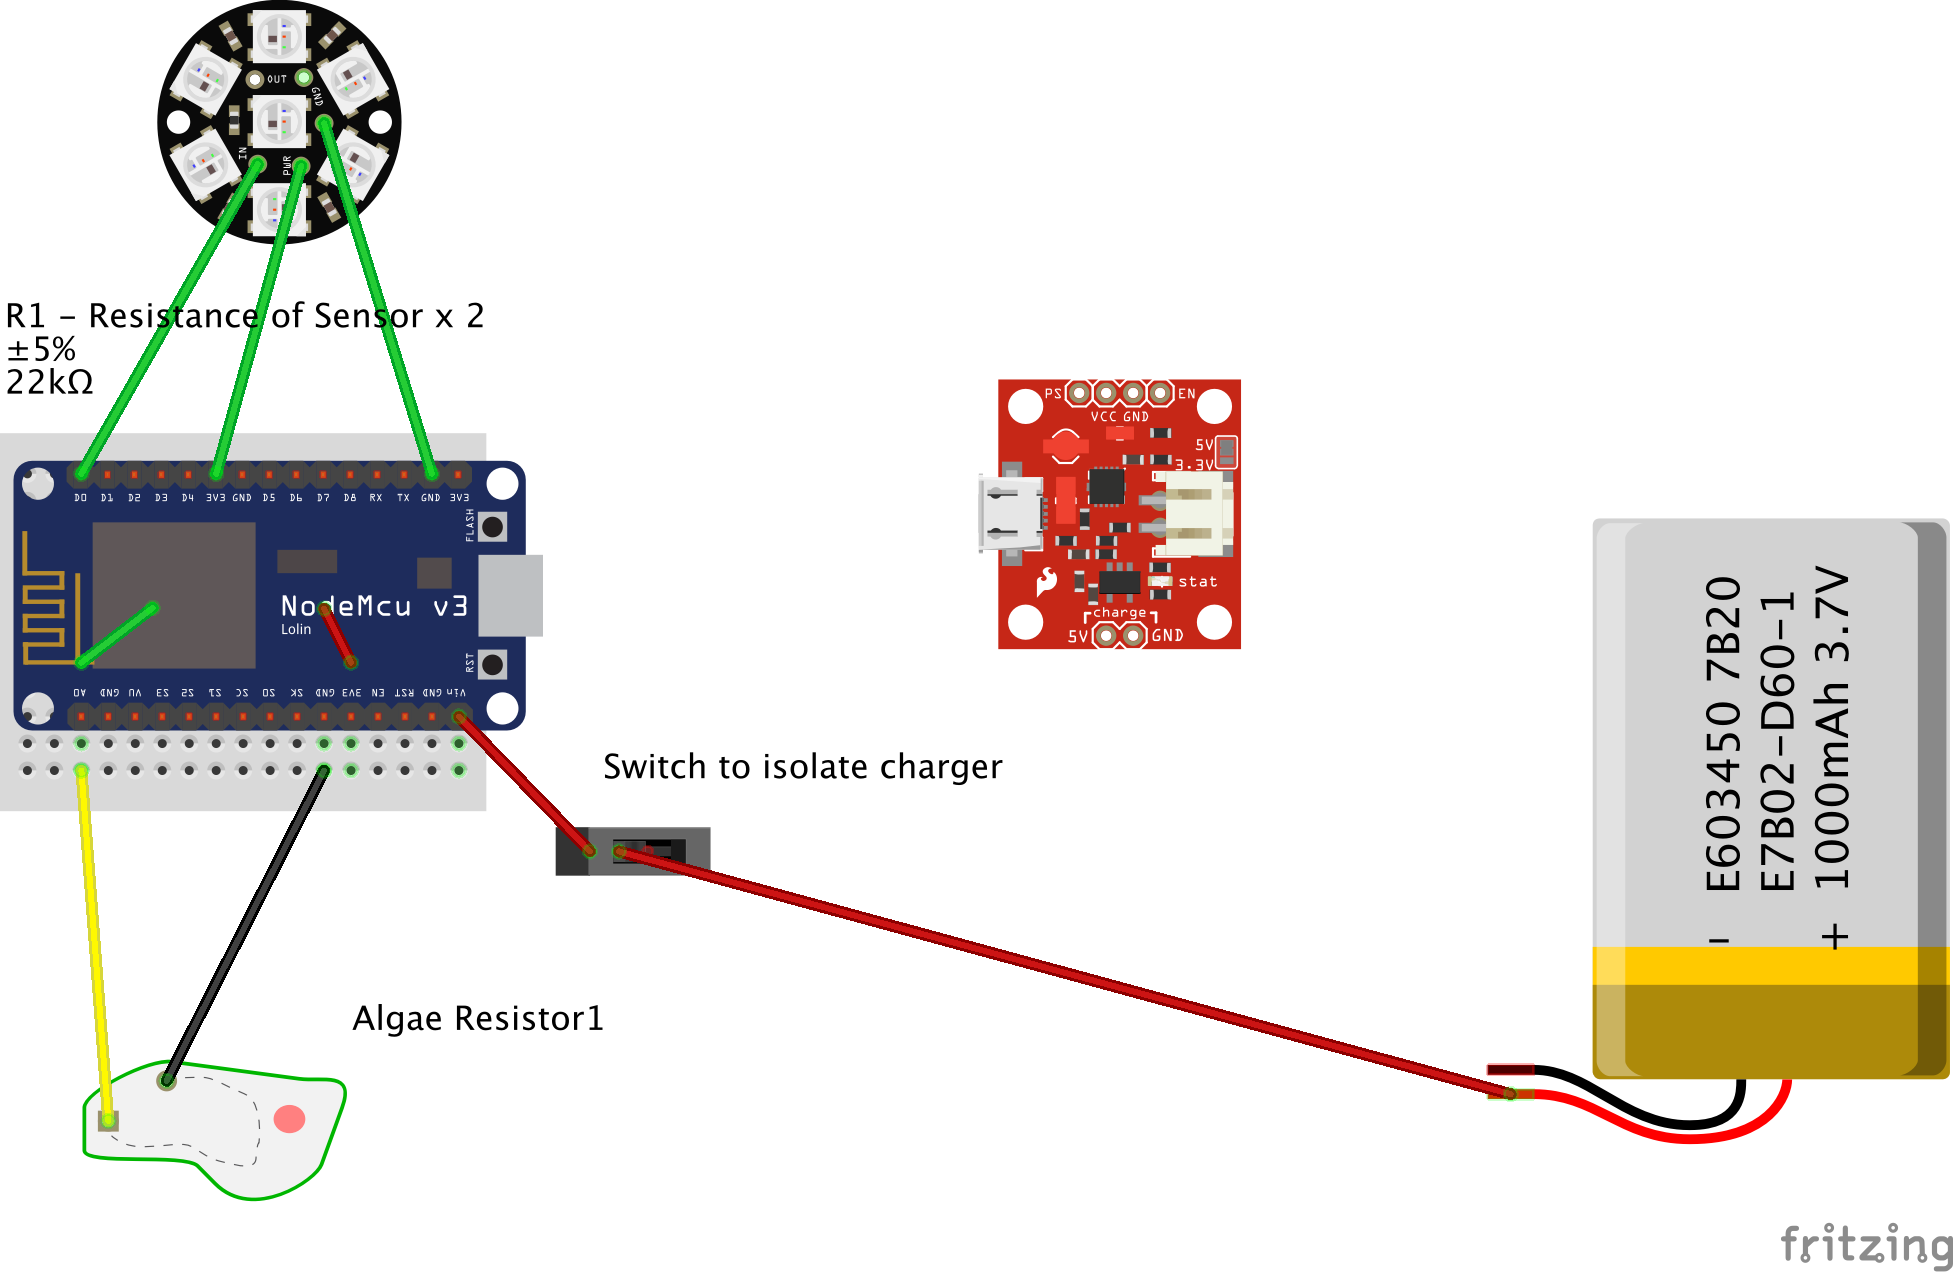 OUT
GND
IN
PWR
R1 - Resistance of Sensor x 2
±5%
22kΩ
D0 D1 D2 D3 D4 3V3 GND D5 D6 D7 D8 RX TX GND 3V3
FLASH
NodeMcu v3
Lolin
RST
A0 GND VU S3 S2 S1 SC SO SK GND 3V3 EN RST GND Vin
PS
EN
VCC GND
5V
3.3V
stat
charge
5V
GND
Switch to isolate charger
Algae Resistor1
- E603450 7B20
E7B02-D60-1
+ 1000mAh 3.7V
fritzing